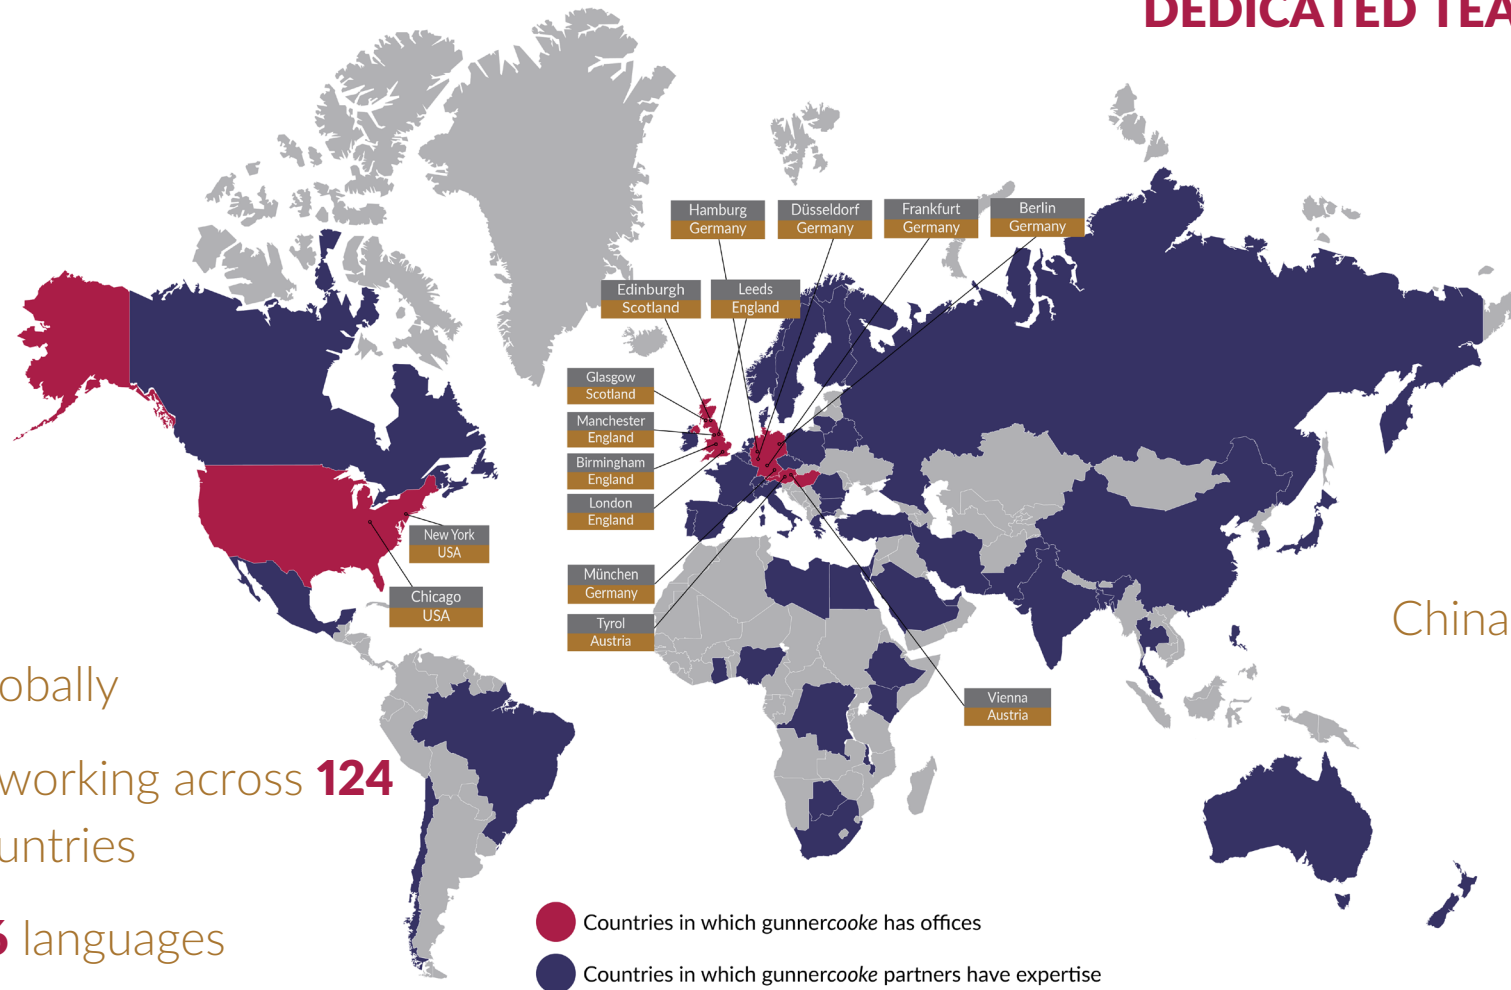 DEDICATED TEA
Hamburg
Germany
Düsseldorf
Germany
Frankfurt
Germany
Berlin
Germany
Edinburgh
Scotland
Leeds
England
Glasgow
Scotland
Manchester
England
Birmingham
England
London
England
New York
USA
Chicago
USA
München
Germany
Tyrol
Austria
Vienna
Austria
China
obally
working across 124
untries
6 languages
Countries in which gunnercooke has offices
Countries in which gunnercooke partners have expertise